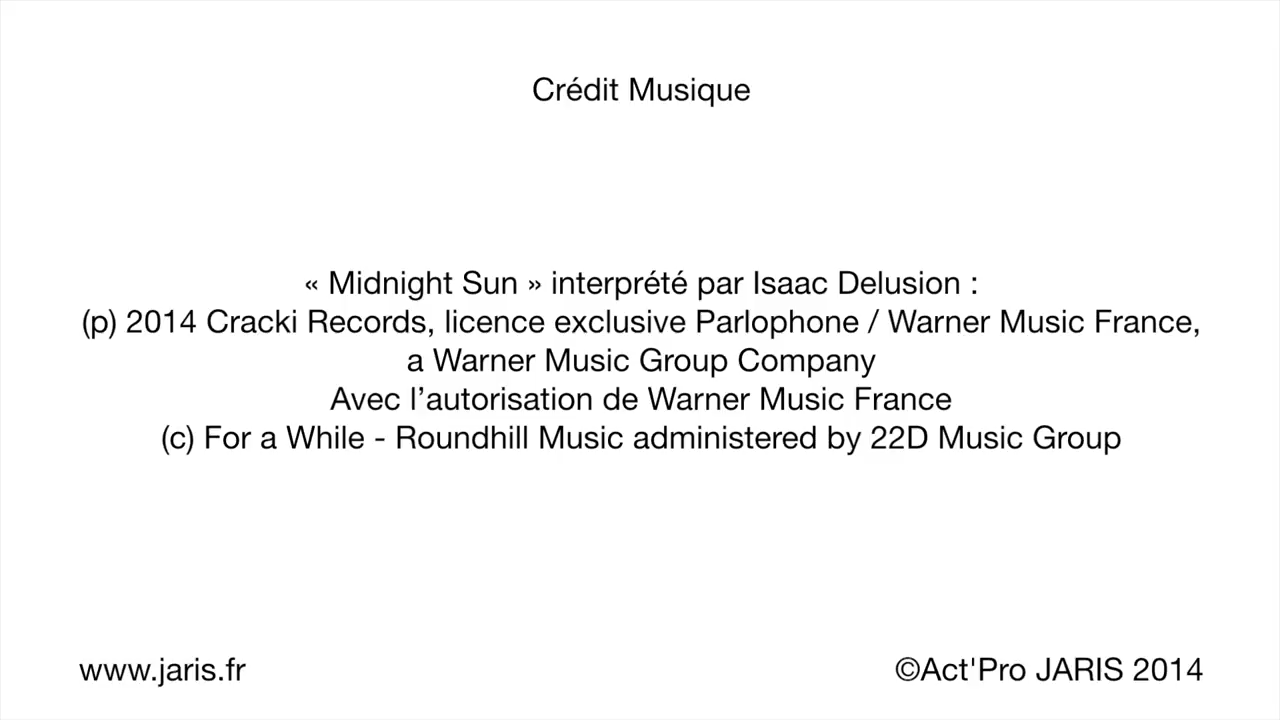 Crédit Musique
« Midnight Sun » interprété par Isaac Delusion :
(p) 2014 Cracki Records, licence exclusive Parlophone / Warner Music France,
a Warner Music Group Company
Avec l’autorisation de Warner Music France
(c) For a While - Roundhill Music administered by 22D Music Group
www.jaris.fr
©Act'Pro JARIS 2014